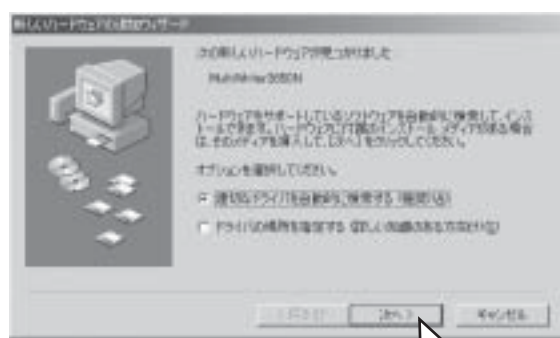 新しいハードウェアの追加ウィザード
次の新しいハードウェアが見つかりました
MultiWriter3650N
ハードウェアをサポートしているソフトウェアを自動的に検索して、インス
トールできます。ハードウェアに付属のインストール メディアがある場合
は、そのメディアを挿入して、[次へ] をクリックしてください。
オプションを選択してください。
適切なドライバを自動的に検索する (推奨)(A)
ドライバの場所を指定する (詳しい知識のある方向け)(S)
< 戻る(B)
次へ >
キャンセル